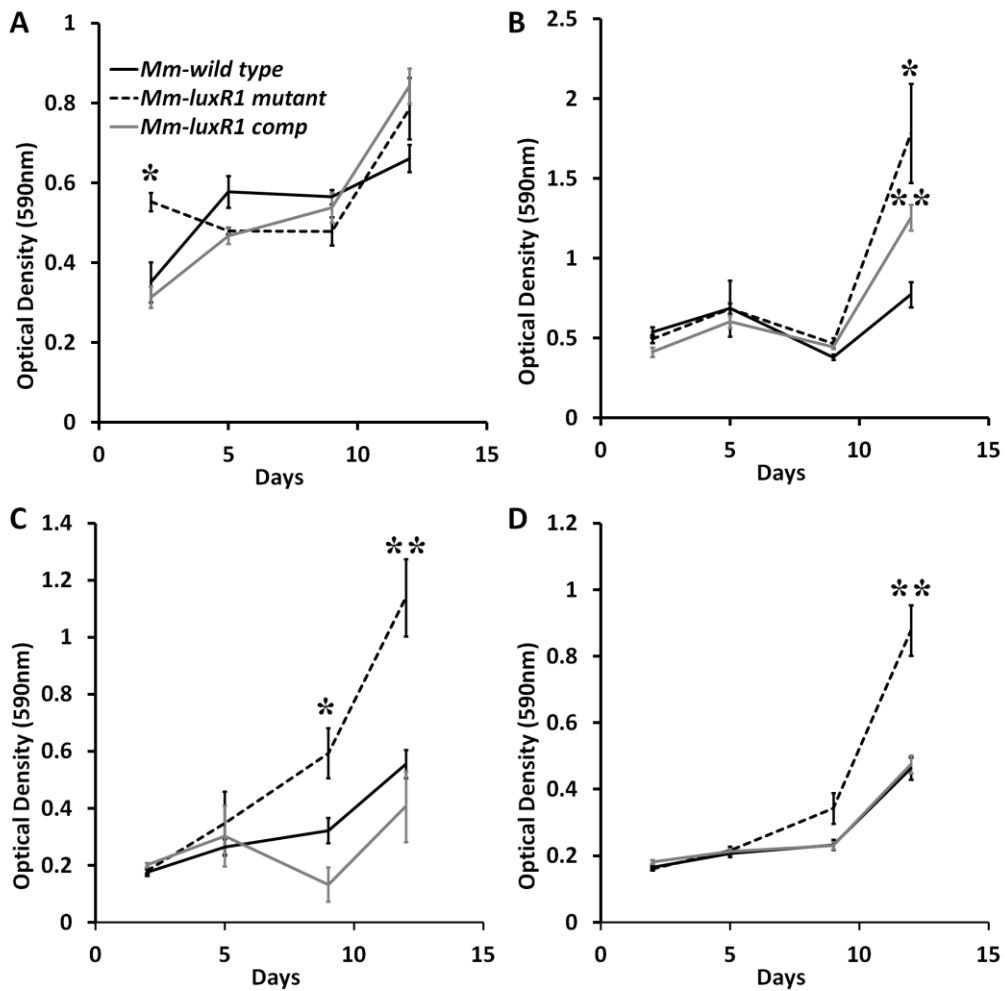 A
1
Mm-wild type
Mm-luxR1 mutant
Mm-luxR1 comp
0.8
*
0.6
0.4
0.2
0
0 5 10 15
Optical Density (590nm)
Days
B
2.5
*
2
1.5
**
1
0.5
0
0 5 10 15
Optical Density (590nm)
Days
C
1.4
**
1.2
1
0.8
*
0.6
0.4
0.2
0
0 5 10 15
Optical Density (590nm)
Days
D
1.2
**
1
0.8
0.6
0.4
0.2
0
0 5 10 15
Optical Density (590nm)
Days